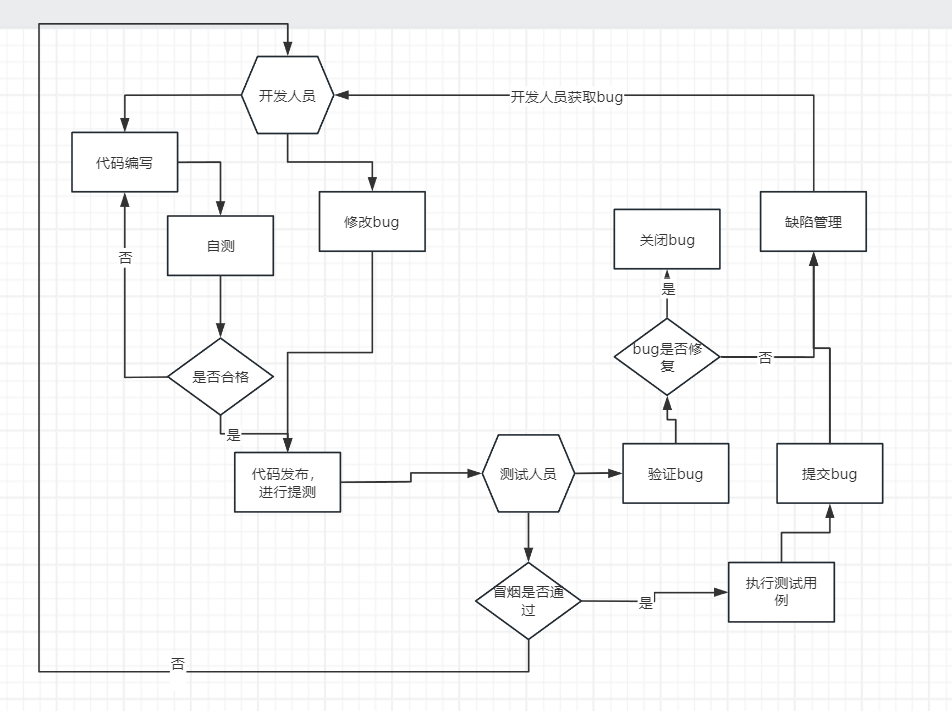 开发人员
开发人员获取bug
代码编写
修改bug
缺陷管理
关闭bug
自测
否
是
bug是否修
复
否
是否合格
是
代码发布，
进行提测
测试人员
验证bug
提交bug
冒烟是否通
过
是
执行测试用
例
否